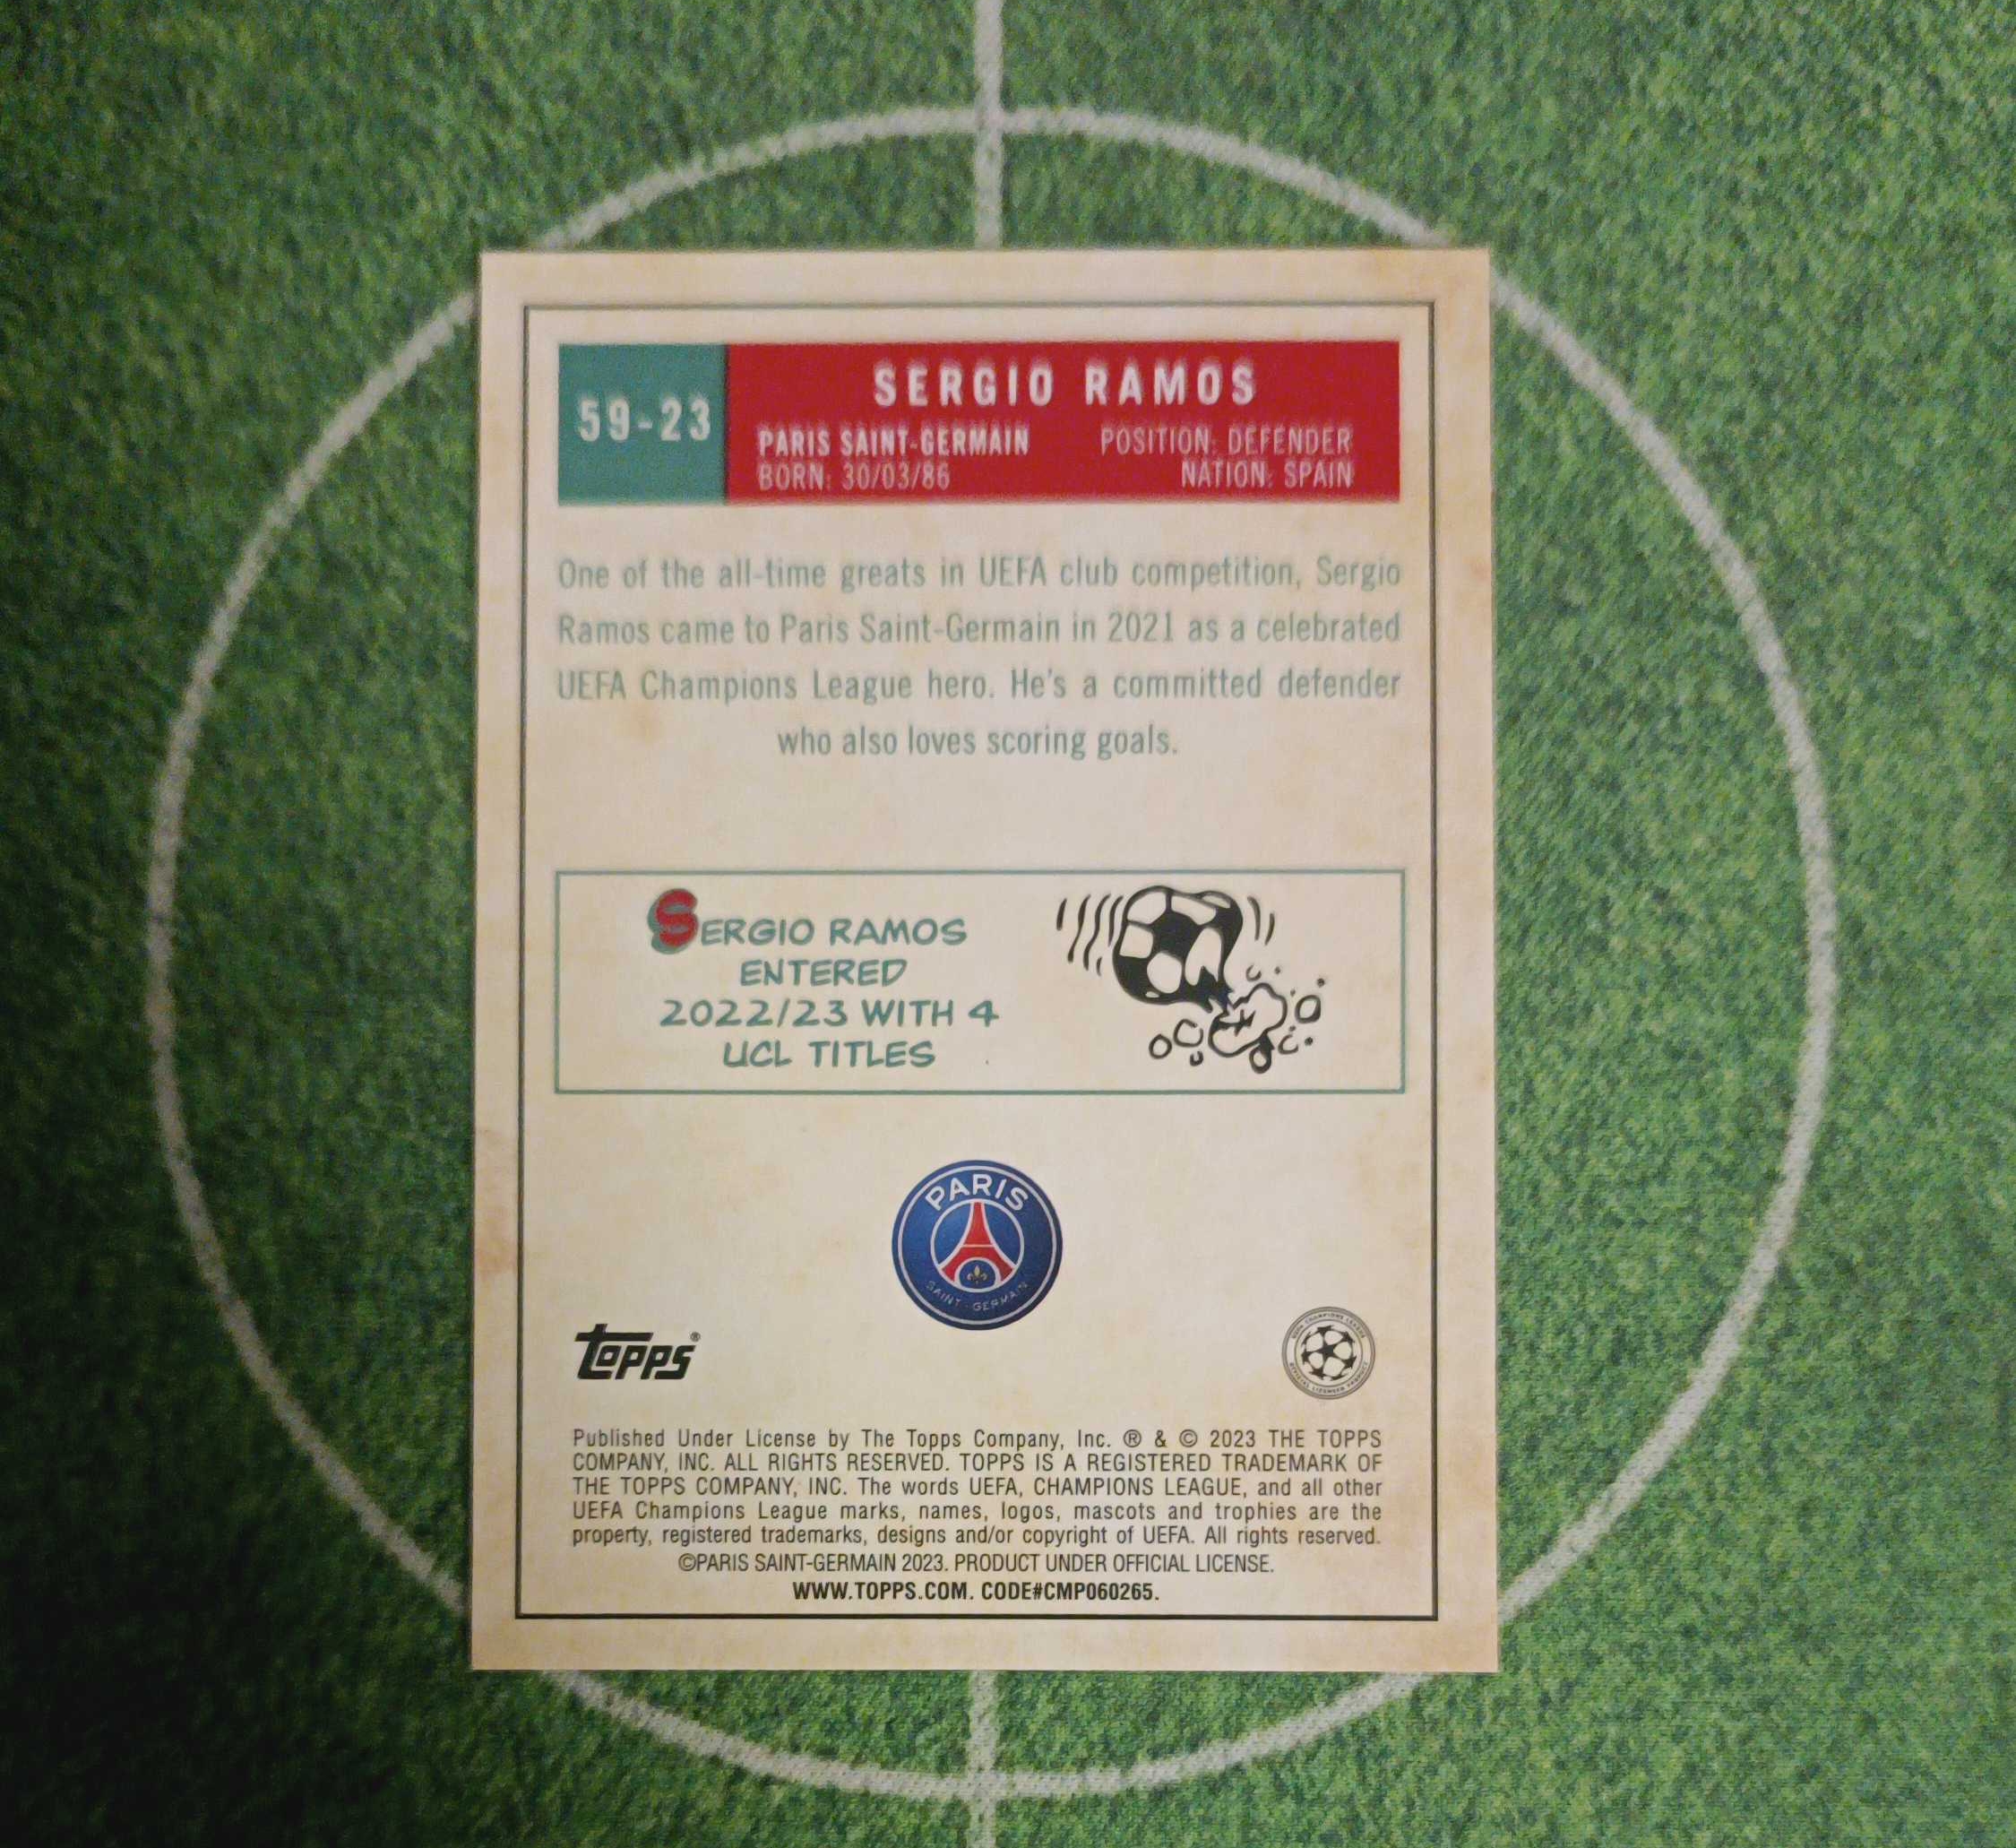 59-23
SERGIO RAMOS
PARIS SAINT-GERMAIN POSITION: DEFENDER
BORN: 30/03/86 NATION: SPAIN
One of the all-time greats in UEFA club competition, Sergio
Ramos came to Paris Saint-Germain in 2021 as a celebrated
UEFA Champions League hero. He's a committed defender
who also loves scoring goals.
SERGIO RAMOS
ENTERED
2022/23 WITH 4
UCL TITLES
PARIS
SAINT-GERMAIN
Topps®
UEFA CHAMPIONS LEAGUE
OFFICIAL LICENSED PRODUCT
Published Under License by The Topps Company, Inc. ® & © 2023 THE TOPPS
COMPANY, INC. ALL RIGHTS RESERVED. TOPPS IS A REGISTERED TRADEMARK OF
THE TOPPS COMPANY, INC. The words UEFA, CHAMPIONS LEAGUE, and all other
UEFA Champions League marks, names, logos, mascots and trophies are the
property, registered trademarks, designs and/or copyright of UEFA. All rights reserved.
©PARIS SAINT-GERMAIN 2023. PRODUCT UNDER OFFICIAL LICENSE.
WWW.TOPPS.COM. CODE#CMP060265.